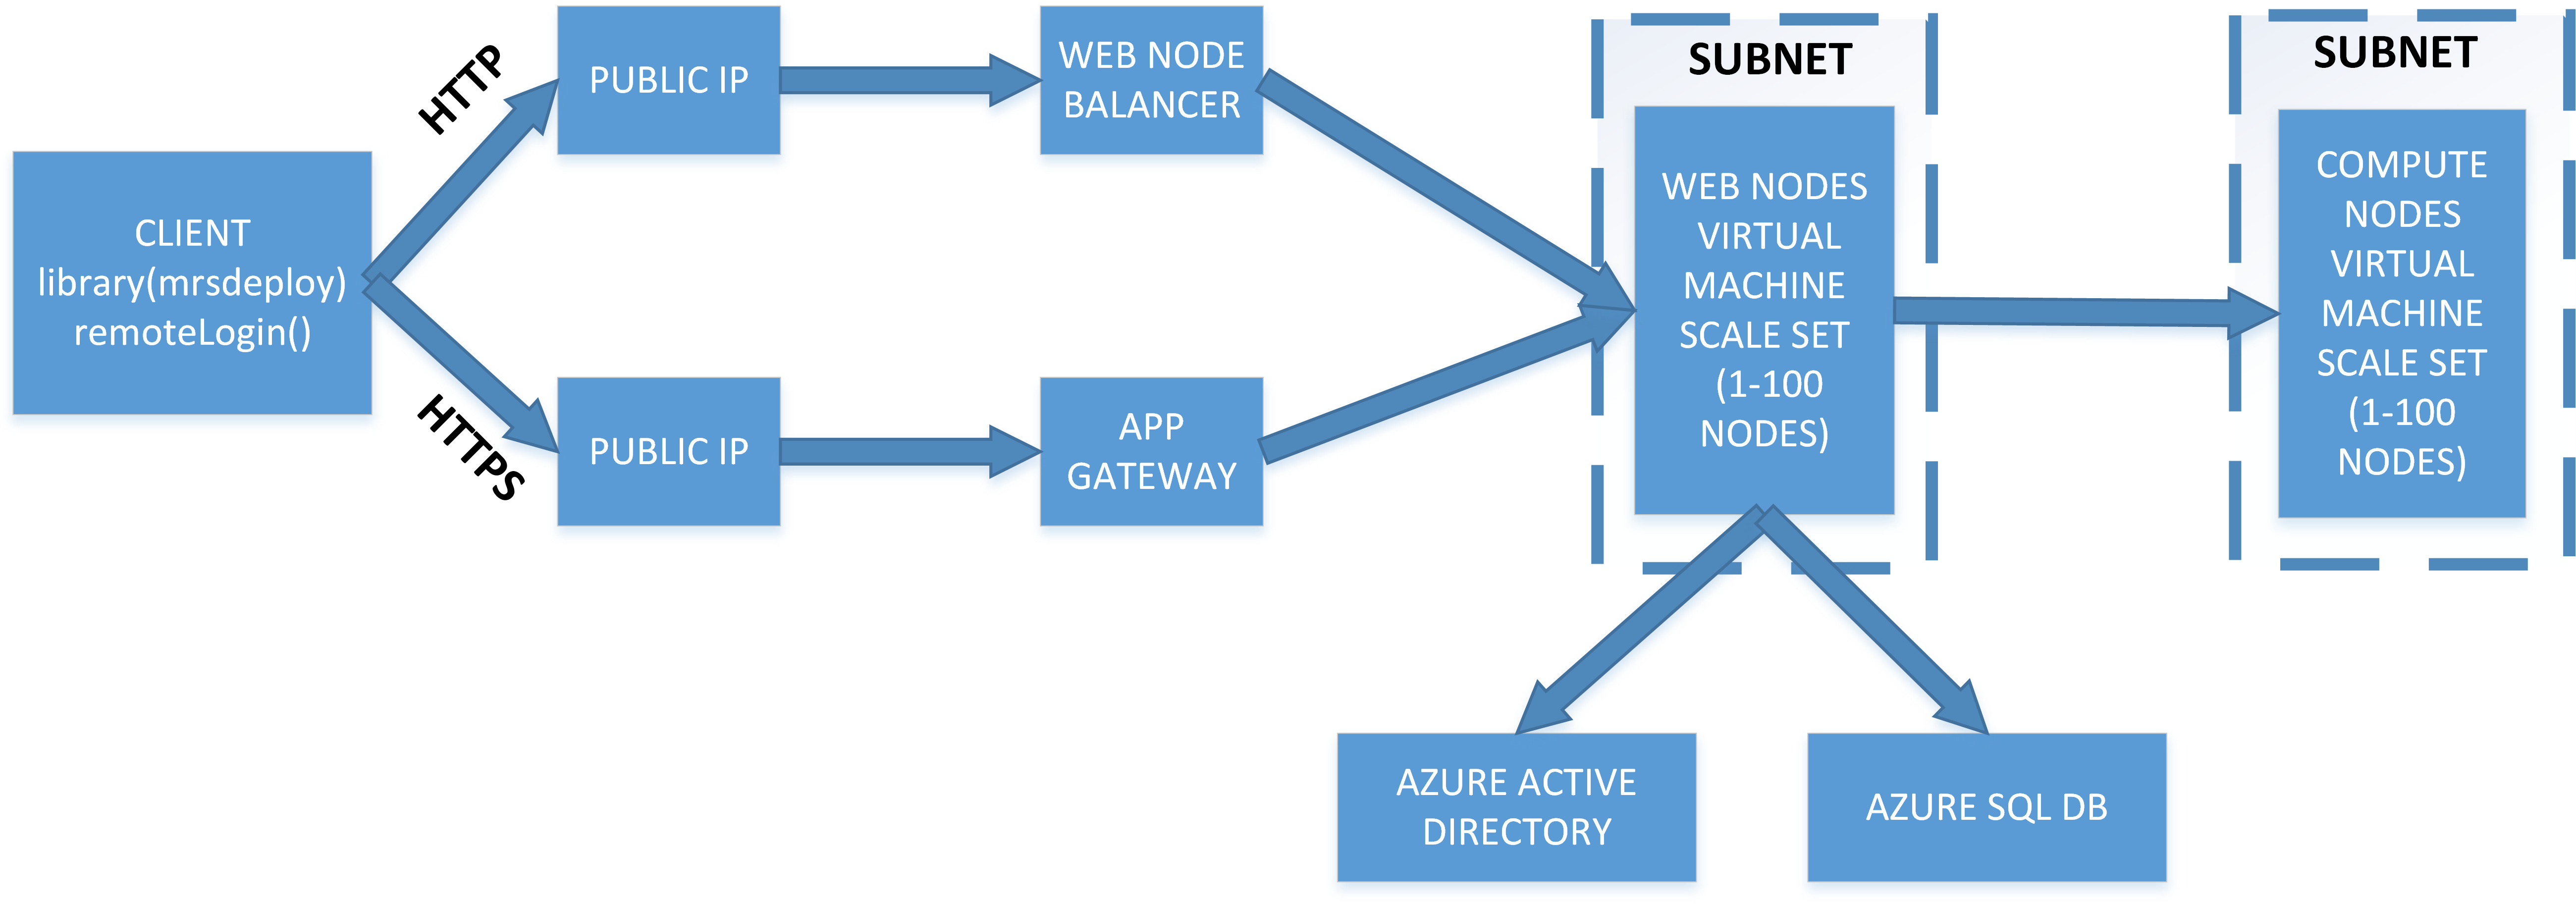 CLIENT
library(mrsdeploy)
remoteLogin()
HTTP
HTTPS
PUBLIC IP
PUBLIC IP
WEB NODE
BALANCER
APP
GATEWAY
SUBNET
WEB NODES
VIRTUAL
MACHINE
SCALE SET
(1-100
NODES)
SUBNET
COMPUTE
NODES
VIRTUAL
MACHINE
SCALE SET
(1-100
NODES)
AZURE ACTIVE
DIRECTORY
AZURE SQL DB